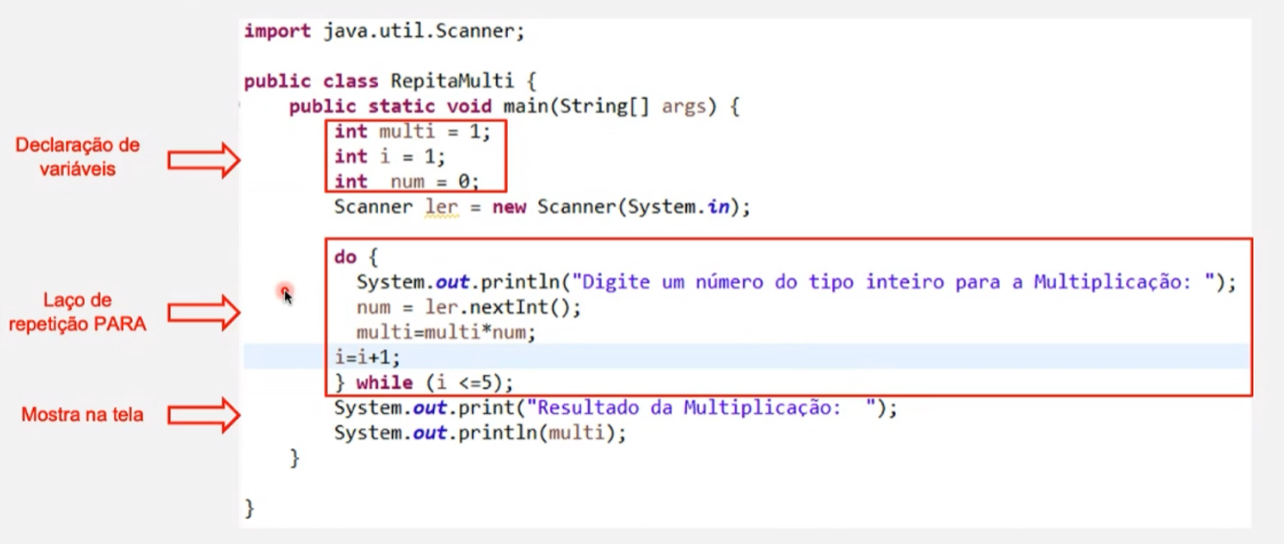 import java.util.Scanner;
public class RepitaMulti {
public static void main(String[] args) {
Declaração de
variáveis
int multi = 1;
int i = 1;
int  num = 0;
Scanner ler = new Scanner(System.in);
Laço de
repetição PARA
do {
System.out.println("Digite um número do tipo inteiro para a Multiplicação: ");
num = ler.nextInt();
multi=multi*num;
i=i+1;
} while (i <=5);
Mostra na tela
System.out.print("Resultado da Multiplicação:  ");
System.out.println(multi);
}
}